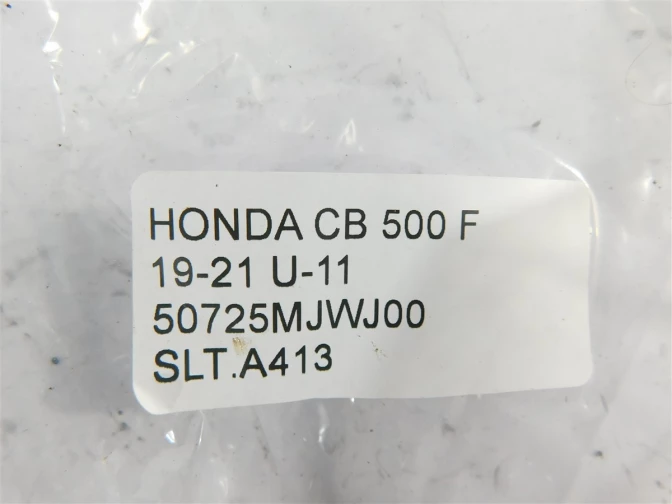 HONDA CB 500 F
19-21 U-11
50725MJWJ00
SLT.A413